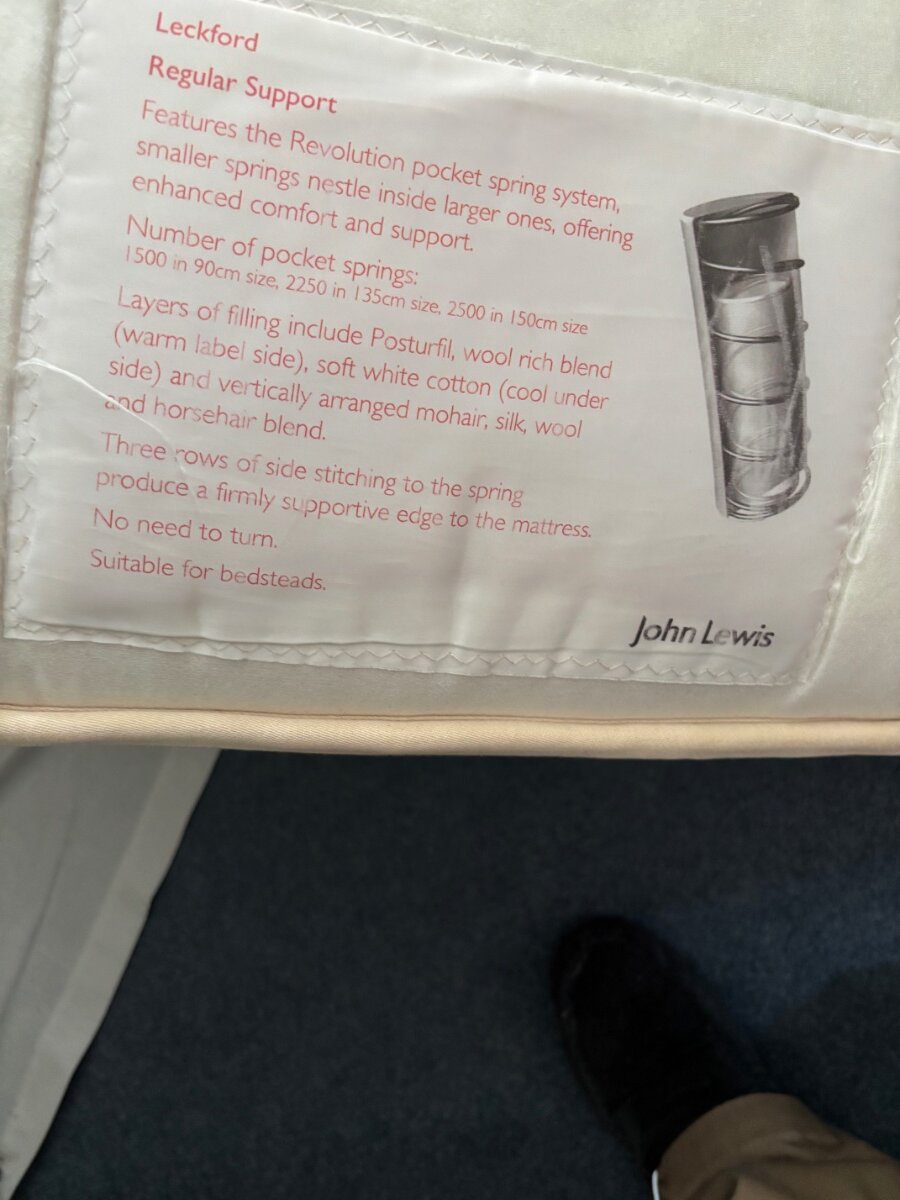 Leckford
Regular Support
Features the Revolution pocket spring system,
smaller springs nestle inside larger ones, offering
enhanced comfort and support.
Number of pocket springs:
1500 in 90cm size, 2250 in 135cm size, 2500 in 150cm size
Layers of filling include Posturfil, wool rich blend
(warm label side), soft white cotton (cool under
side) and vertically arranged mohair, silk, wool
and horsehair blend.
Three rows of side stitching to the spring
produce a firmly supportive edge to the mattress.
No need to turn.
Suitable for bedsteads.
John Lewis